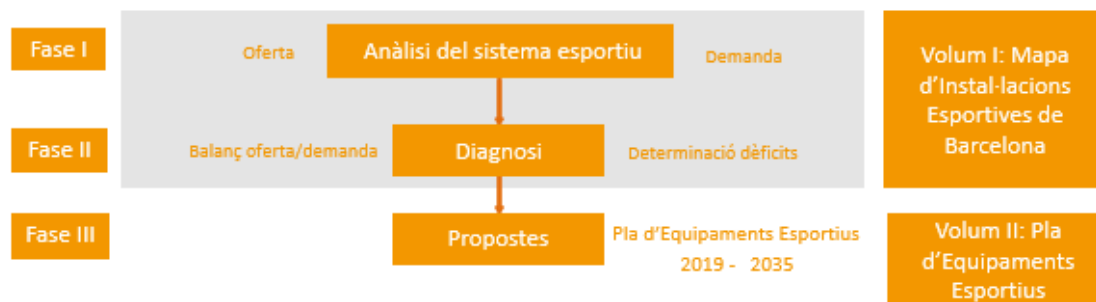 Fase I
Oferta
Anàlisi del sistema esportiu
Demanda
Volum I: Mapa
d'Instal·lacions
Esportives de
Barcelona
Fase II
Balanç oferta/demanda
Diagnosi
Determinació dèficits
Fase III
Propostes
Pla d'Equipaments Esportius
2019 - 2035
Volum II: Pla
d'Equipaments
Esportius